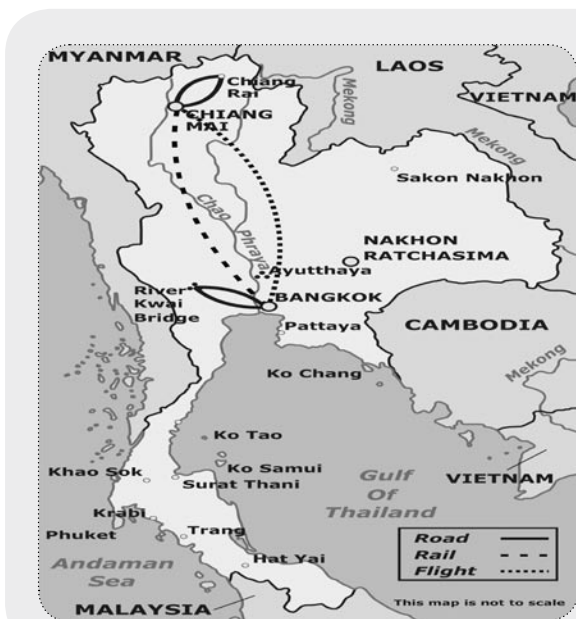 MYANMAR
LAOS
VIETNAM
Chiang
Rai
CHIANG
MAI
Mekong
Mekong
Sakon Nakhon
Chao
Phraya
NAKHON
RATCHASIMA
Ayutthaya
River
Kwai
Bridge
BANGKOK
Pattaya
CAMBODIA
Mekong
Ko Chang
Ko Tao
Ko Samui
Khao Sok
Surat Thani
Gulf
Of
Thailand
VIETNAM
Krabi
Phuket
Trang
Hat Yai
Andaman
Sea
Road
Rail
Flight
MALAYSIA
This map is not to scale